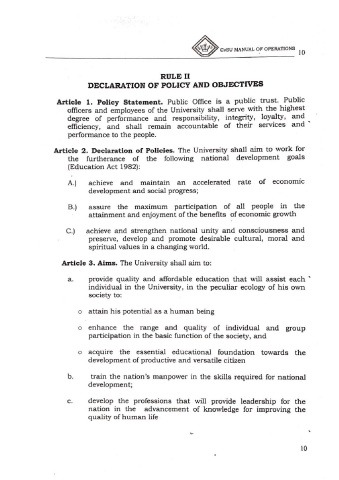 EVSU MANUAL OF OPERATIONS 10
RULE II
DECLARATION OF POLICY AND OBJECTIVES
Article 1. Policy Statement. Public Office is a public trust. Public
officers and employees of the University shall serve with the highest
degree of performance and responsibility, integrity, loyalty, and
efficiency, and shall remain accountable of their services and
performance to the people.
Article 2. Declaration of Policies. The University shall aim to work for
the furtherance of the following national development goals
(Education Act 1982):
A.) achieve and maintain an accelerated rate of economic
development and social progress;
B.) assure the maximum participation of all people in the
attainment and enjoyment of the benefits of economic growth
C.) achieve and strengthen national unity and consciousness and
preserve, develop and promote desirable cultural, moral and
spiritual values in a changing world.
Article 3. Aims. The University shall aim to:
a. provide quality and affordable education that will assist each
individual in the University, in the peculiar ecology of his own
society to:
o attain his potential as a human being
o enhance the range and quality of individual and group
participation in the basic function of the society, and
o acquire the essential educational foundation towards the
development of productive and versatile citizen
b. train the nation's manpower in the skills required for national
development;
c. develop the professions that will provide leadership for the
nation in the advancement of knowledge for improving the
quality of human life
10